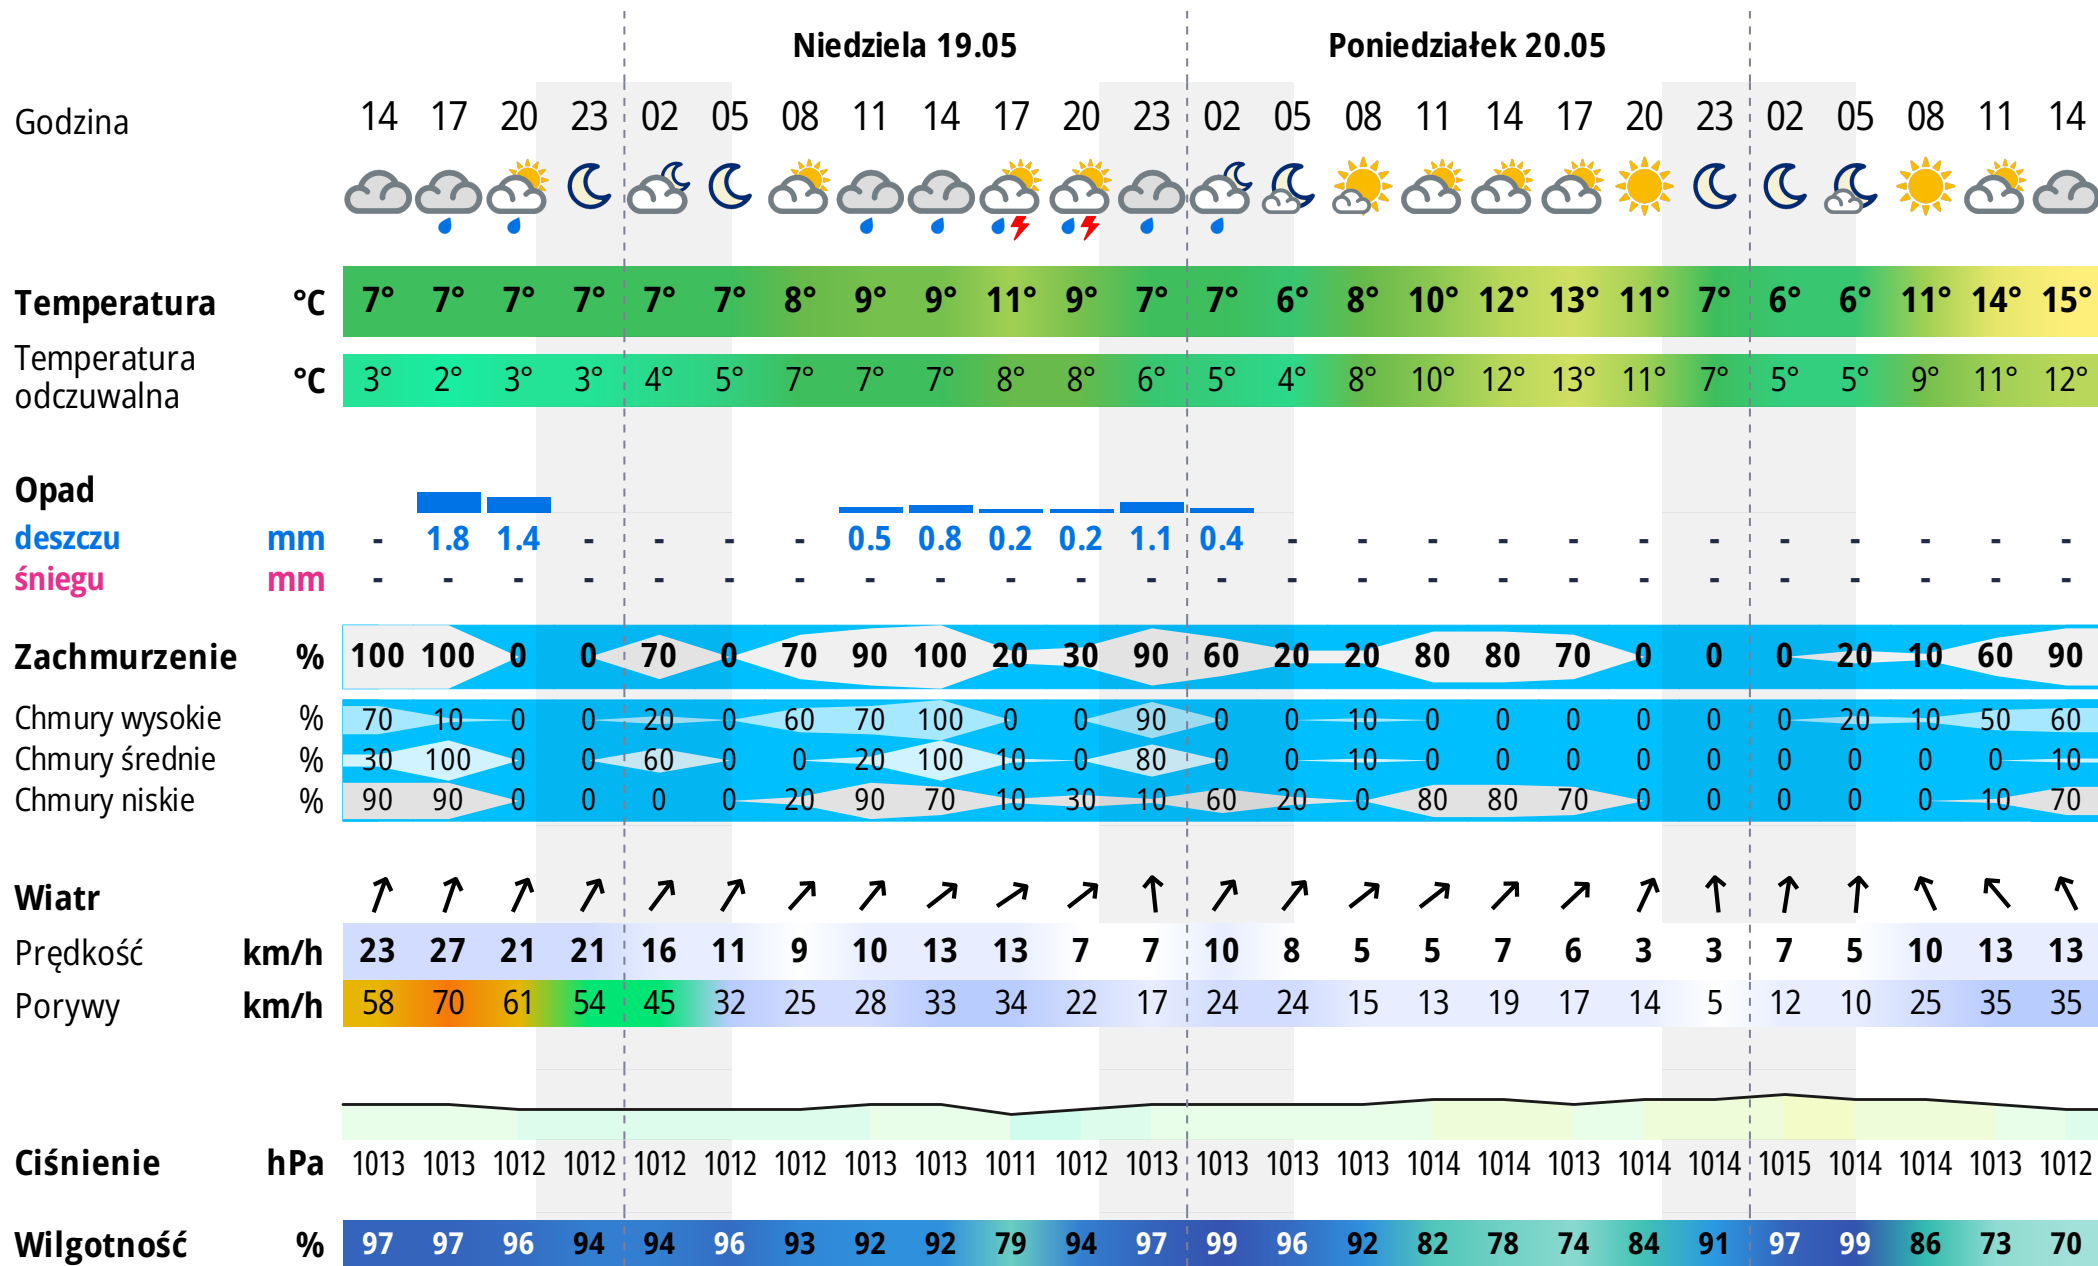 Niedziela 19.05 Poniedziałek 20.05
Godzina 14 17 20 23 02 05 08 11 14 17 20 23 02 05 08 11 14 17 20 23 02 05 08 11 14
Temperatura °C 7° 7° 7° 7° 7° 7° 8° 9° 9° 11° 9° 7° 7° 6° 8° 10° 12° 13° 11° 7° 6° 6° 11° 14° 15°
Temperatura
odczuwalna °C 3° 2° 3° 3° 4° 5° 7° 7° 7° 8° 8° 6° 5° 4° 8° 10° 12° 13° 11° 7° 5° 5° 9° 11° 12°
Opad
deszczu mm - 1.8 1.4 - - - - 0.5 0.8 0.2 0.2 1.1 0.4 - - - - - - - - - - - -
śniegu mm - - - - - - - - - - - - - - - - - - - - - - - - -
Zachmurzenie % 100 100 0 0 70 0 70 90 100 20 30 90 60 20 20 80 80 70 0 0 0 20 10 60 90
Chmury wysokie % 70 10 0 0 20 0 60 70 100 0 0 90 0 0 10 0 0 0 0 0 0 20 10 50 60
Chmury średnie % 30 100 0 0 60 0 0 20 100 10 0 80 0 0 10 0 0 0 0 0 0 0 0 0 10
Chmury niskie % 90 90 0 0 0 0 20 90 70 10 30 10 60 20 0 80 80 70 0 0 0 0 0 10 70
Wiatr
Prędkość km/h 23 27 21 21 16 11 9 10 13 13 7 7 10 8 5 5 7 6 3 3 7 5 10 13 13
Porywy km/h 58 70 61 54 45 32 25 28 33 34 22 17 24 24 15 13 19 17 14 5 12 10 25 35 35
Ciśnienie hPa 1013 1013 1012 1012 1012 1012 1012 1013 1013 1011 1012 1013 1013 1013 1013 1014 1014 1013 1014 1014 1015 1014 1014 1013 1012
Wilgotność % 97 97 96 94 94 96 93 92 92 79 94 97 99 96 92 82 78 74 84 91 97 99 86 73 70